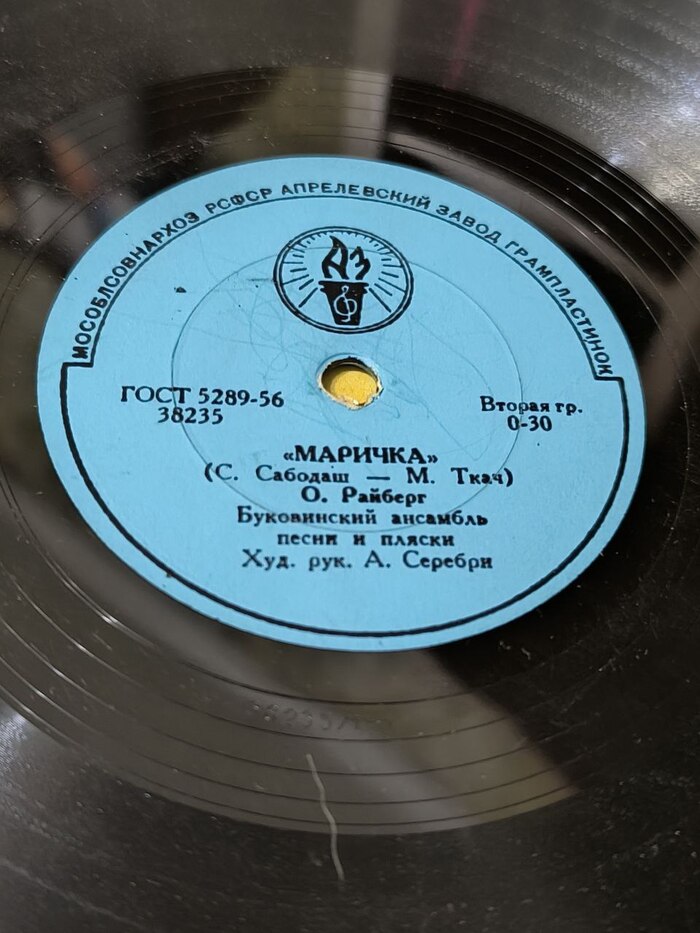 МОСОБЛСОВНАРХОЗ РСФСР АПРЕЛЕВСКИЙ ЗАВОД ГРАМПЛАСТИНОК
АЗ
ГОСТ 5289-56
38235
Вторая гр.
0-30
«МАРИЧКА»
(С. Сабодаш — М. Ткач)
О. Райберг
Буковинский ансамбль
песни и пляски
Худ. рук. А. Серебри